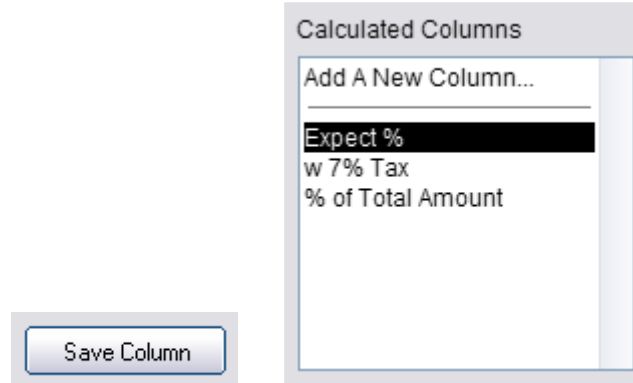 Calculated Columns
Add A New Column...
Expect %
w 7% Tax
% of Total Amount
Save Column